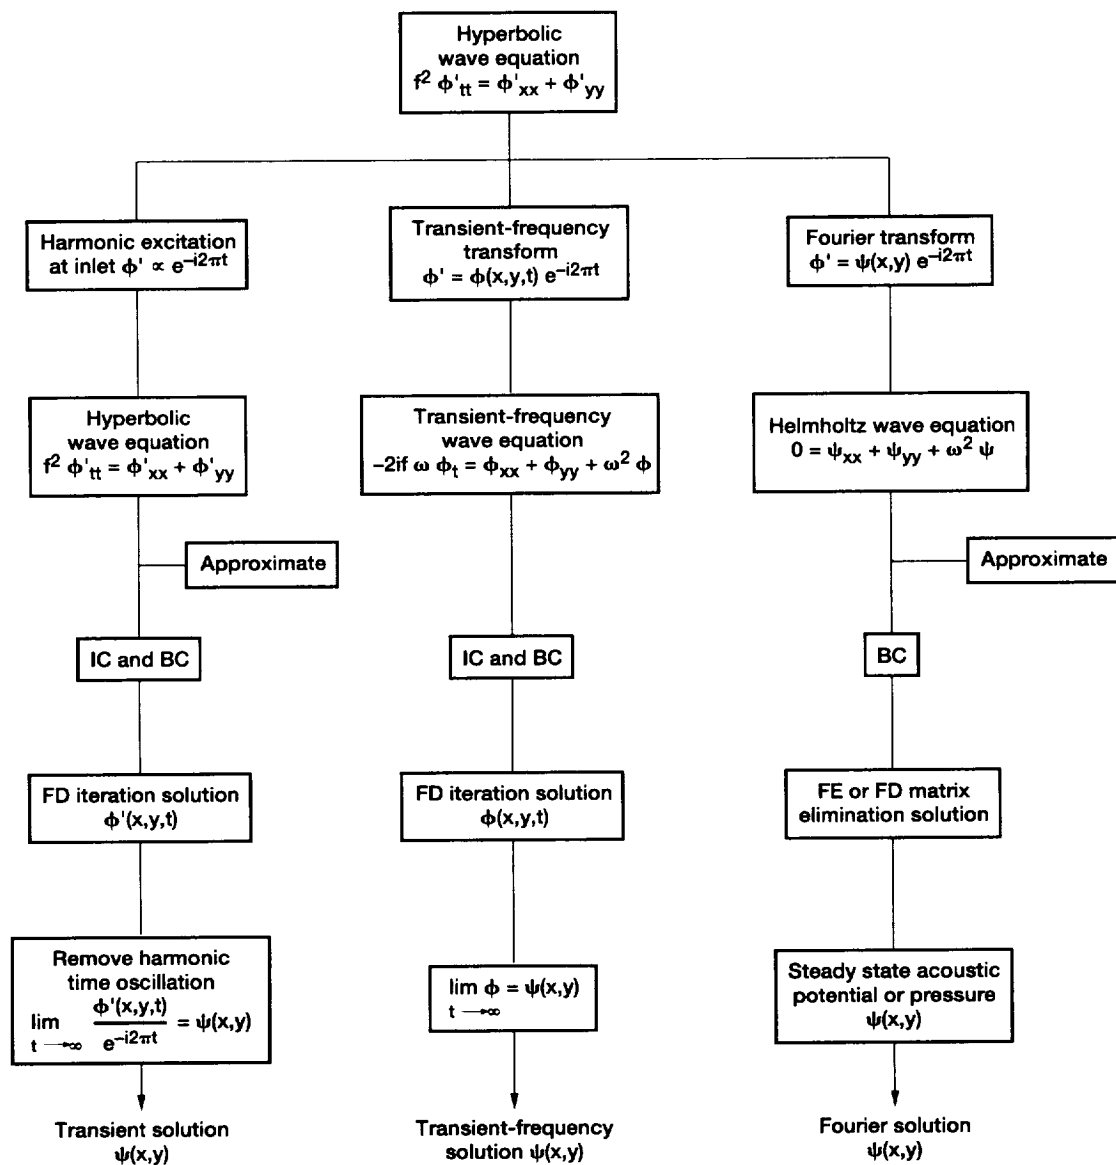 Hyperbolic
wave equation
f² ϕ'tt = ϕ'xx + ϕ'yy
Harmonic excitation
at inlet ϕ' ∝ e^–i2πt
Transient-frequency
transform
ϕ' = ϕ(x,y,t) e^–i2πt
Fourier transform
ϕ' = ψ(x,y) e^–i2πt
Hyperbolic
wave equation
f² ϕ'tt = ϕ'xx + ϕ'yy
Transient-frequency
wave equation
–2if ω ϕt = ϕxx + ϕyy + ω² ϕ
Helmholtz wave equation
0 = ψxx + ψyy + ω² ψ
Approximate
Approximate
IC and BC
IC and BC
BC
FD iteration solution
ϕ'(x,y,t)
FD iteration solution
ϕ(x,y,t)
FE or FD matrix
elimination solution
Remove harmonic
time oscillation
lim ϕ'(x,y,t) / e^–i2πt = ψ(x,y)
t →∞
lim ϕ = ψ(x,y)
t →∞
Steady state acoustic
potential or pressure
ψ(x,y)
Transient solution
ψ(x,y)
Transient-frequency
solution ψ(x,y)
Fourier solution
ψ(x,y)